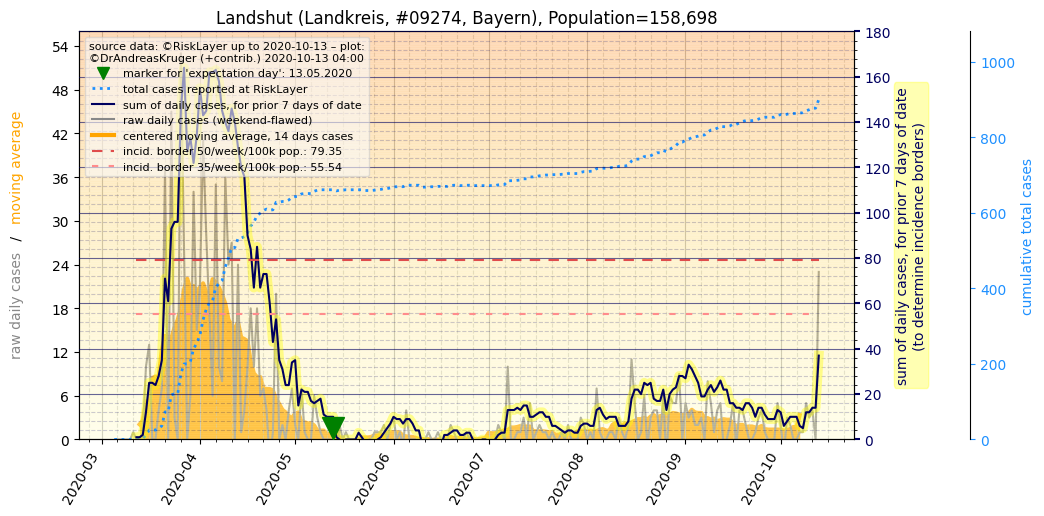 Landshut (Landkreis, #09274, Bayern), Population=158,698
source data: ©RiskLayer up to 2020-10-13 – plot:
©DrAndreasKruger (+contrib.) 2020-10-13 04:00
marker for 'expectation day': 13.05.2020
total cases reported at RiskLayer
sum of daily cases, for prior 7 days of date
raw daily cases (weekend-flawed)
centered moving average, 14 days cases
incid. border 50/week/100k pop.: 79.35
incid. border 35/week/100k pop.: 55.54
raw daily cases / moving average
54
48
42
36
30
24
18
12
6
0
2020-03
2020-04
2020-05
2020-06
2020-07
2020-08
2020-09
2020-10
180
160
140
120
100
80
60
40
20
0
sum of daily cases, for prior 7 days of date
(to determine incidence borders)
1000
800
600
400
200
0
cumulative total cases